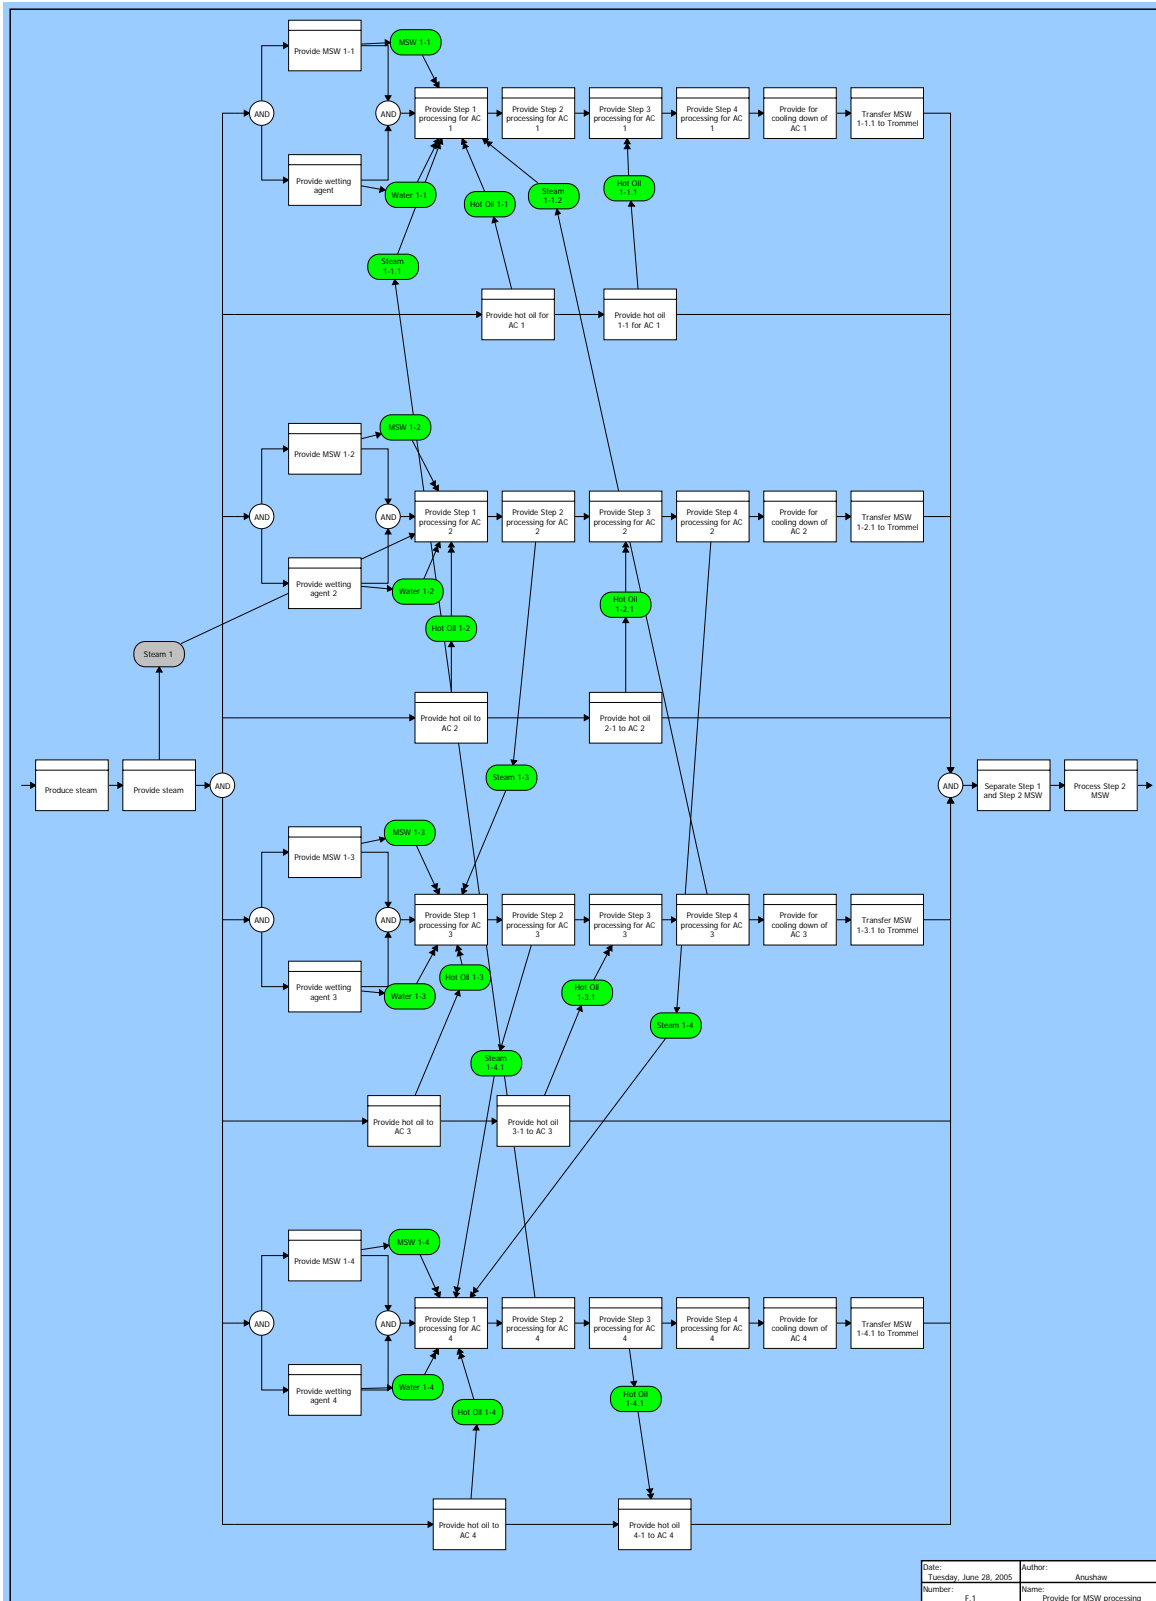 MSW 1-1
Provide MSW 1-1
AND
AND
Provide Step 1
processing for AC
1
Provide Step 2
processing for AC
1
Provide Step 3
processing for AC
1
Provide Step 4
processing for AC
1
Provide for
cooling down of
AC 1
Transfer MSW
1-1.1 to Trommel
Provide wetting
agent
Water 1-1
Hot Oil 1-1
Steam
1-1.2
Hot Oil
1-1.1
Steam
1-1.1
Provide hot oil for
AC 1
Provide hot oil
1-1 for AC 1
MSW 1-2
Provide MSW 1-2
AND
AND
Provide Step 1
processing for AC
2
Provide Step 2
processing for AC
2
Provide Step 3
processing for AC
2
Provide Step 4
processing for AC
2
Provide for
cooling down of
AC 2
Transfer MSW
1-2.1 to Trommel
Provide wetting
agent 2
Water 1-2
Hot Oil
1-2.1
Hot Oil 1-2
Steam 1
Provide hot oil to
AC 2
Provide hot oil
2-1 to AC 2
Steam 1-3
Produce steam
Provide steam
AND
AND
Separate Step 1
and Step 2 MSW
Process Step 2
MSW
MSW 1-3
Provide MSW 1-3
AND
AND
Provide Step 1
processing for AC
3
Provide Step 2
processing for AC
3
Provide Step 3
processing for AC
3
Provide Step 4
processing for AC
3
Provide for
cooling down of
AC 3
Transfer MSW
1-3.1 to Trommel
Provide wetting
agent 3
Water 1-3
Hot Oil 1-3
Hot Oil
1-3.1
Steam 1-4
Steam
1-4.1
Provide hot oil to
AC 3
Provide hot oil
3-1 to AC 3
MSW 1-4
Provide MSW 1-4
AND
AND
Provide Step 1
processing for AC
4
Provide Step 2
processing for AC
4
Provide Step 3
processing for AC
4
Provide Step 4
processing for AC
4
Provide for
cooling down of
AC 4
Transfer MSW
1-4.1 to Trommel
Provide wetting
agent 4
Water 1-4
Hot Oil 1-4
Hot Oil
1-4.1
Provide hot oil to
AC 4
Provide hot oil
4-1 to AC 4
Date:
Tuesday, June 28, 2005
Author:
Anushaw
Number:
F.1
Name:
Provide for MSW processing